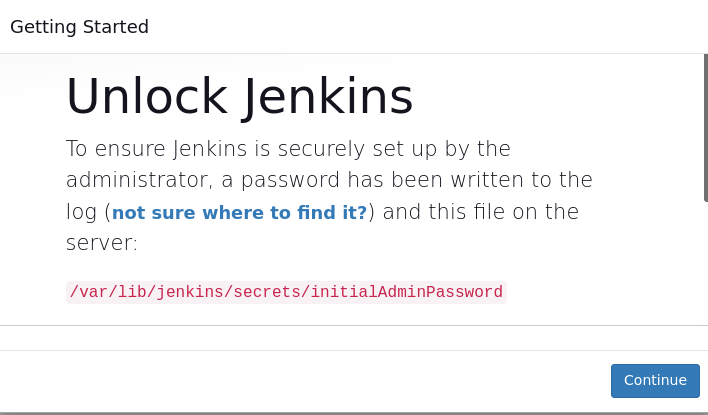 Getting Started
Unlock Jenkins
To ensure Jenkins is securely set up by the
administrator, a password has been written to the
log (not sure where to find it?) and this file on the
server:
/var/lib/jenkins/secrets/initialAdminPassword
Continue